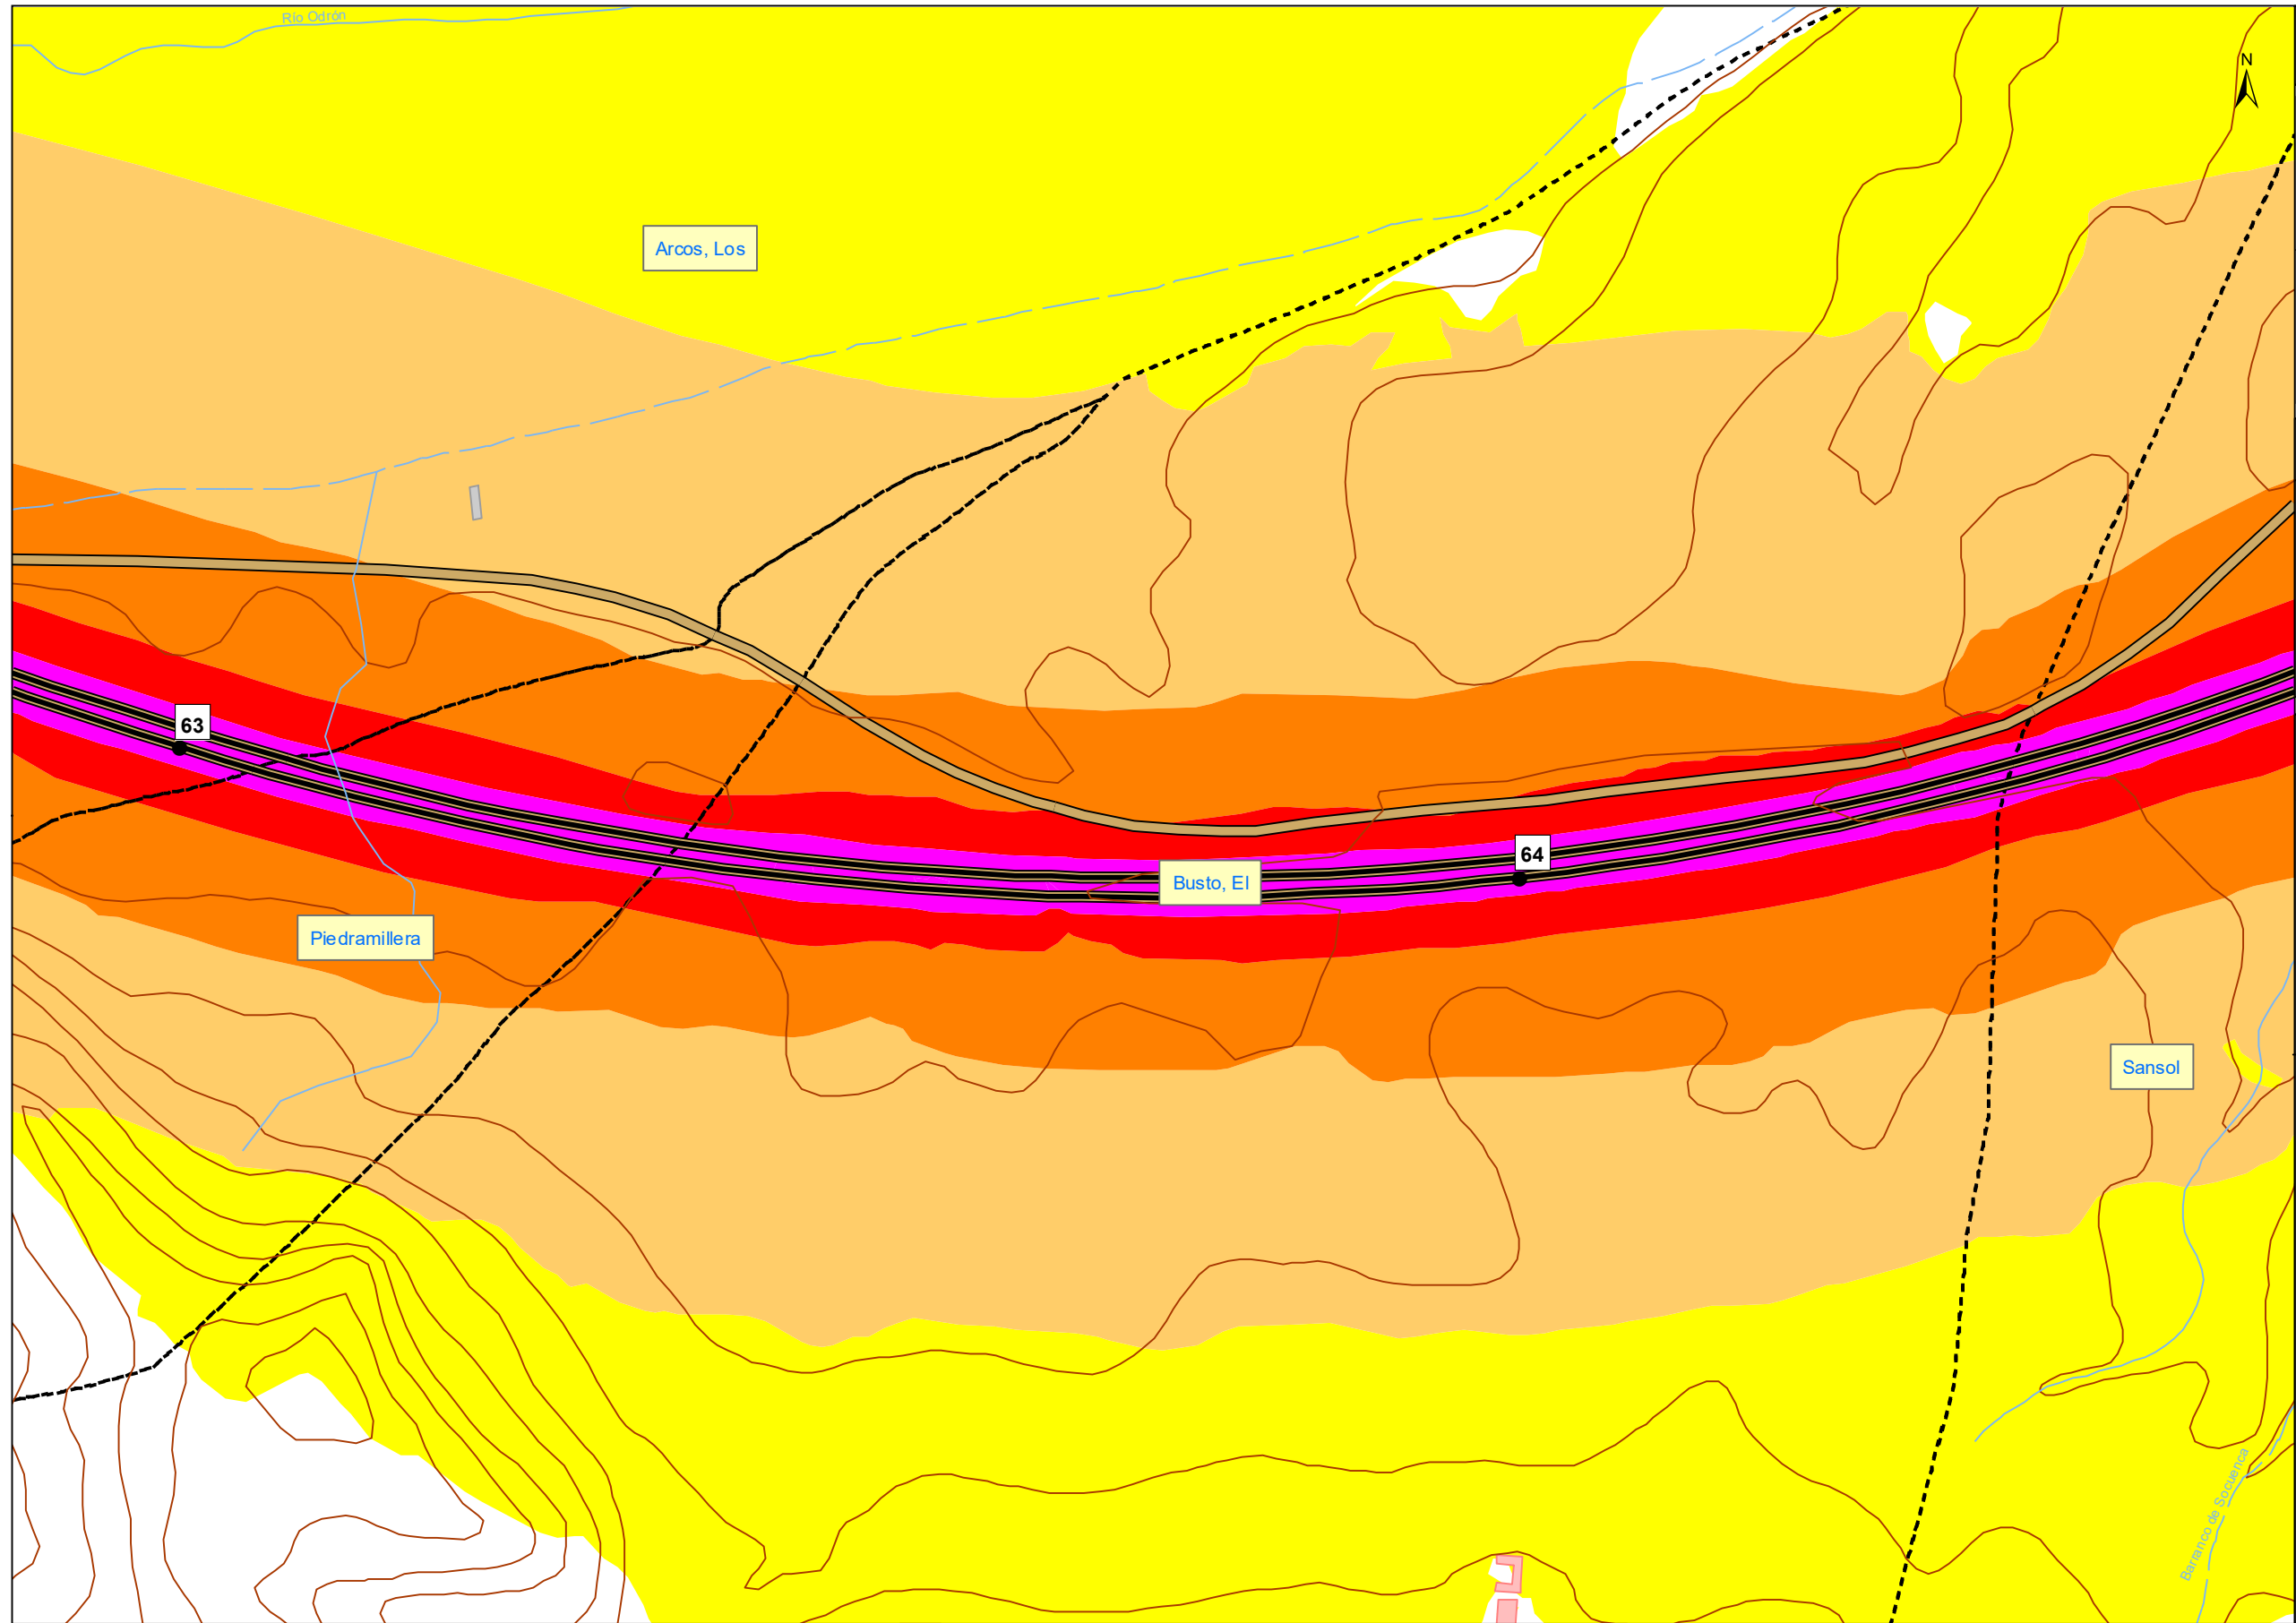 Río Odrón
N
Arcos, Los
63
64
Busto, El
Piedramillera
Sansol
Barranco de Socuenca